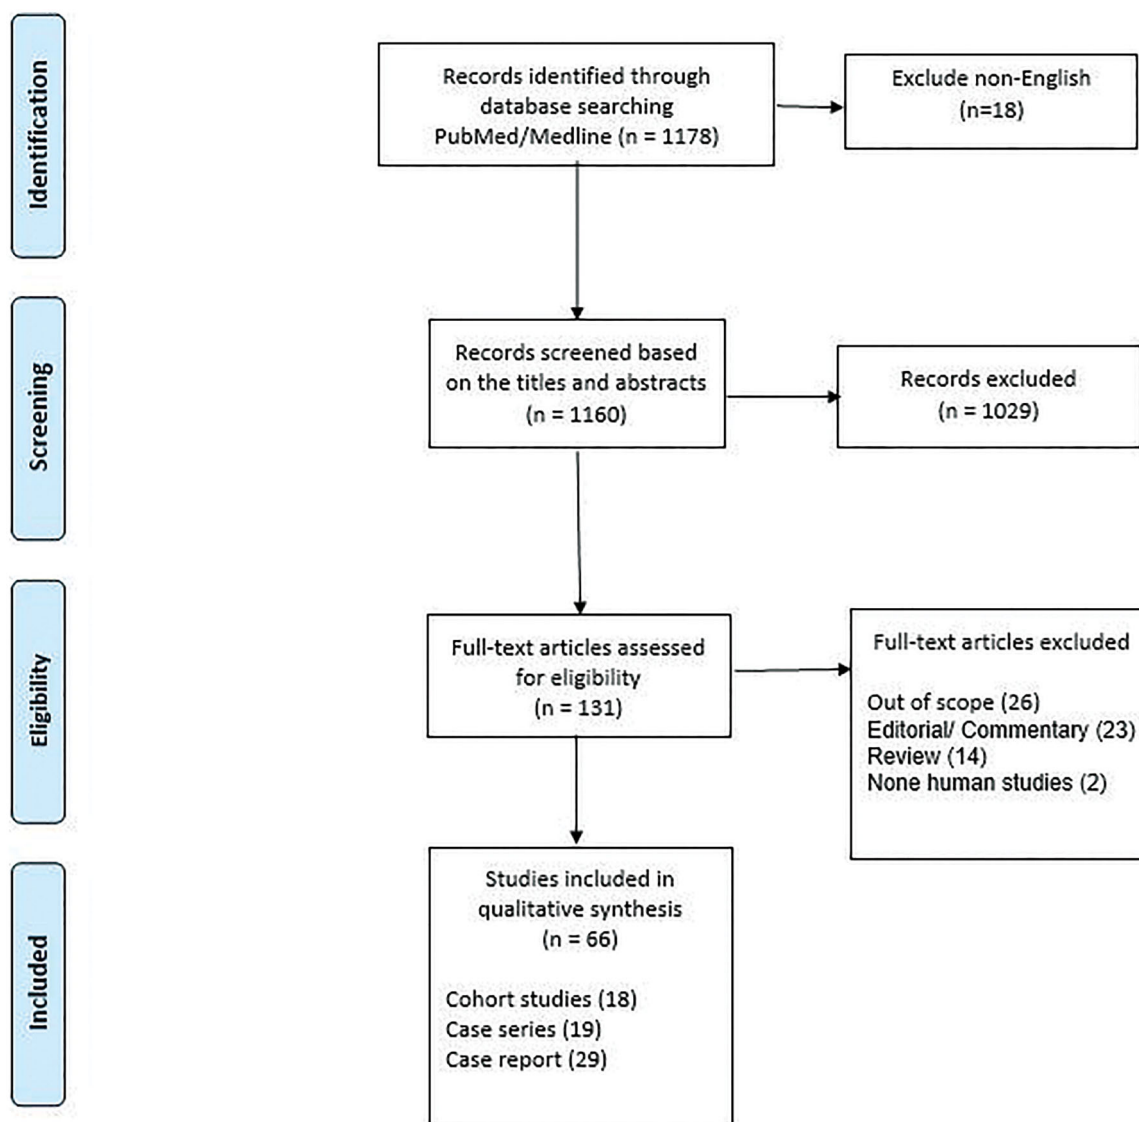 Identification
Records identified through
database searching
PubMed/Medline (n = 1178)
Exclude non-English
(n=18)
Screening
Records screened based
on the titles and abstracts
(n = 1160)
Records excluded
(n = 1029)
Eligibility
Full-text articles assessed
for eligibility
(n = 131)
Full-text articles excluded
Out of scope (26)
Editorial/ Commentary (23)
Review (14)
None human studies (2)
Included
Studies included in
qualitative synthesis
(n = 66)
Cohort studies (18)
Case series (19)
Case report (29)